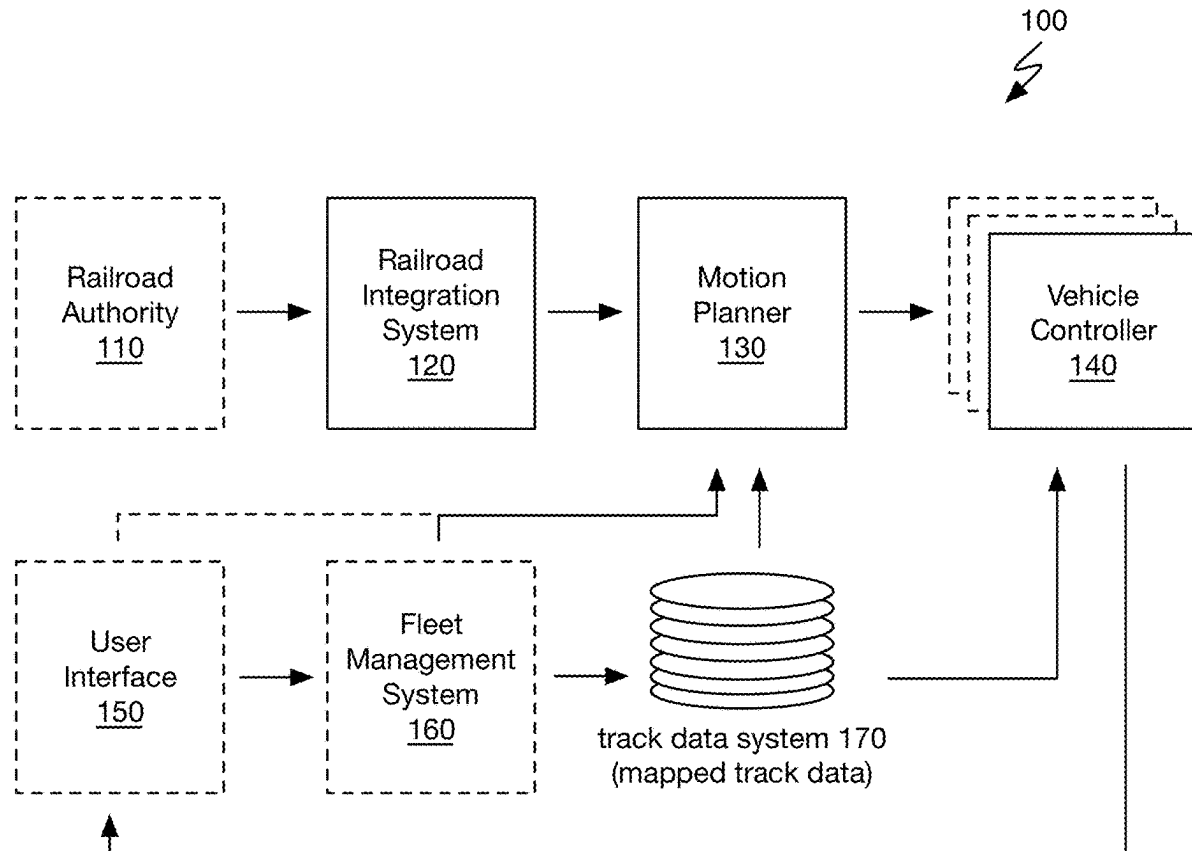 100
Railroad
Authority
110
Railroad
Integration
System
120
Motion
Planner
130
Vehicle
Controller
140
User
Interface
150
Fleet
Management
System
160
track data system 170
(mapped track data)